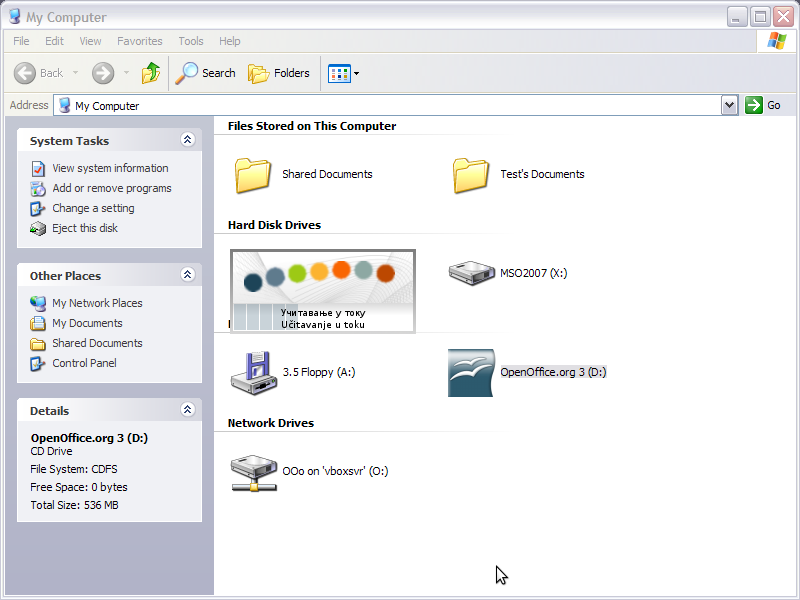 My Computer
File Edit View Favorites Tools Help
Back Search Folders
Address My Computer Go
System Tasks
View system information
Add or remove programs
Change a setting
Eject this disk
Other Places
My Network Places
My Documents
Shared Documents
Control Panel
Details
OpenOffice.org 3 (D:)
CD Drive
File System: CDFS
Free Space: 0 bytes
Total Size: 536 MB
Files Stored on This Computer
Shared Documents Test's Documents
Hard Disk Drives
MSO2007 (X:)
Учитавање у току
Učitavanje u toku
3.5 Floppy (A:) OpenOffice.org 3 (D:)
Network Drives
OOo on 'vboxsvr' (O:)